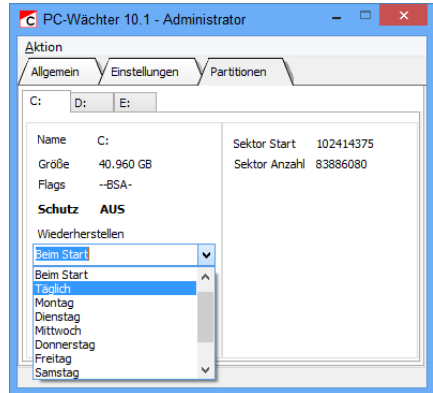 PC-Wächter 10.1 - Administrator
Aktion
Allgemein Einstellungen Partitionen
C: D: E:
Name C:
Größe 40.960 GB
Flags --BSA-
Schutz AUS
Wiederherstellen
Beim Start
Beim Start
Täglich
Montag
Dienstag
Mittwoch
Donnerstag
Freitag
Samstag
Sektor Start 102414375
Sektor Anzahl 83886080